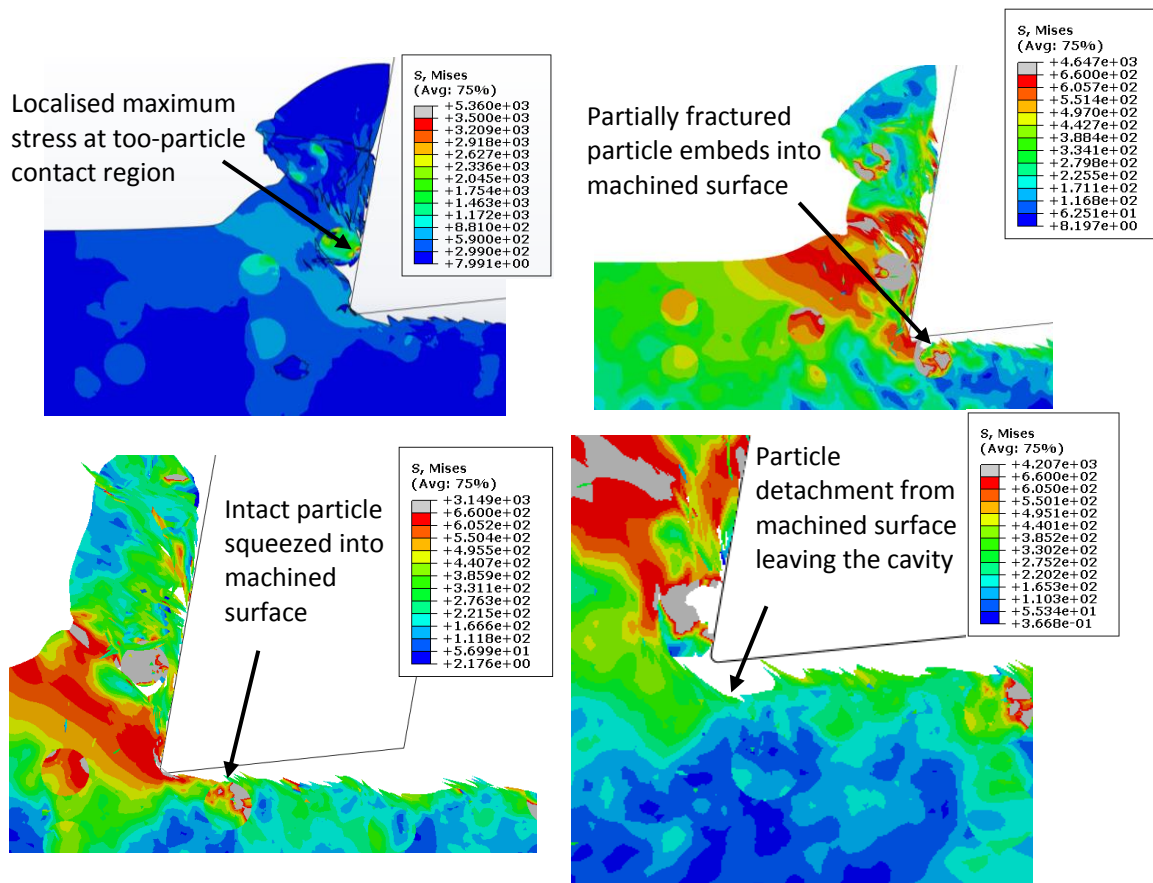 Localised maximum
stress at too-particle
contact region
S, Mises
(Avg: 75%)
+5.360e+03
+3.500e+03
+3.209e+03
+2.918e+03
+2.627e+03
+2.336e+03
+2.045e+03
+1.754e+03
+1.463e+03
+1.172e+03
+8.810e+02
+5.900e+02
+2.990e+02
+7.991e+00
Partially fractured
particle embeds into
machined surface
S, Mises
(Avg: 75%)
+4.647e+03
+6.600e+02
+6.057e+02
+5.514e+02
+4.970e+02
+4.427e+02
+3.884e+02
+3.341e+02
+2.798e+02
+2.255e+02
+1.711e+02
+1.168e+02
+6.251e+01
+8.197e+00
Intact particle
squeezed into
machined
surface
S, Mises
(Avg: 75%)
+3.149e+03
+6.600e+02
+6.052e+02
+5.504e+02
+4.955e+02
+4.407e+02
+3.859e+02
+3.311e+02
+2.763e+02
+2.215e+02
+1.666e+02
+1.118e+02
+5.699e+01
+2.176e+00
Particle
detachment from
machined surface
leaving the cavity
S, Mises
(Avg: 75%)
+4.207e+03
+6.600e+02
+6.050e+02
+5.501e+02
+4.951e+02
+4.401e+02
+3.852e+02
+3.302e+02
+2.752e+02
+2.202e+02
+1.653e+02
+1.103e+02
+5.534e+01
+3.668e-01